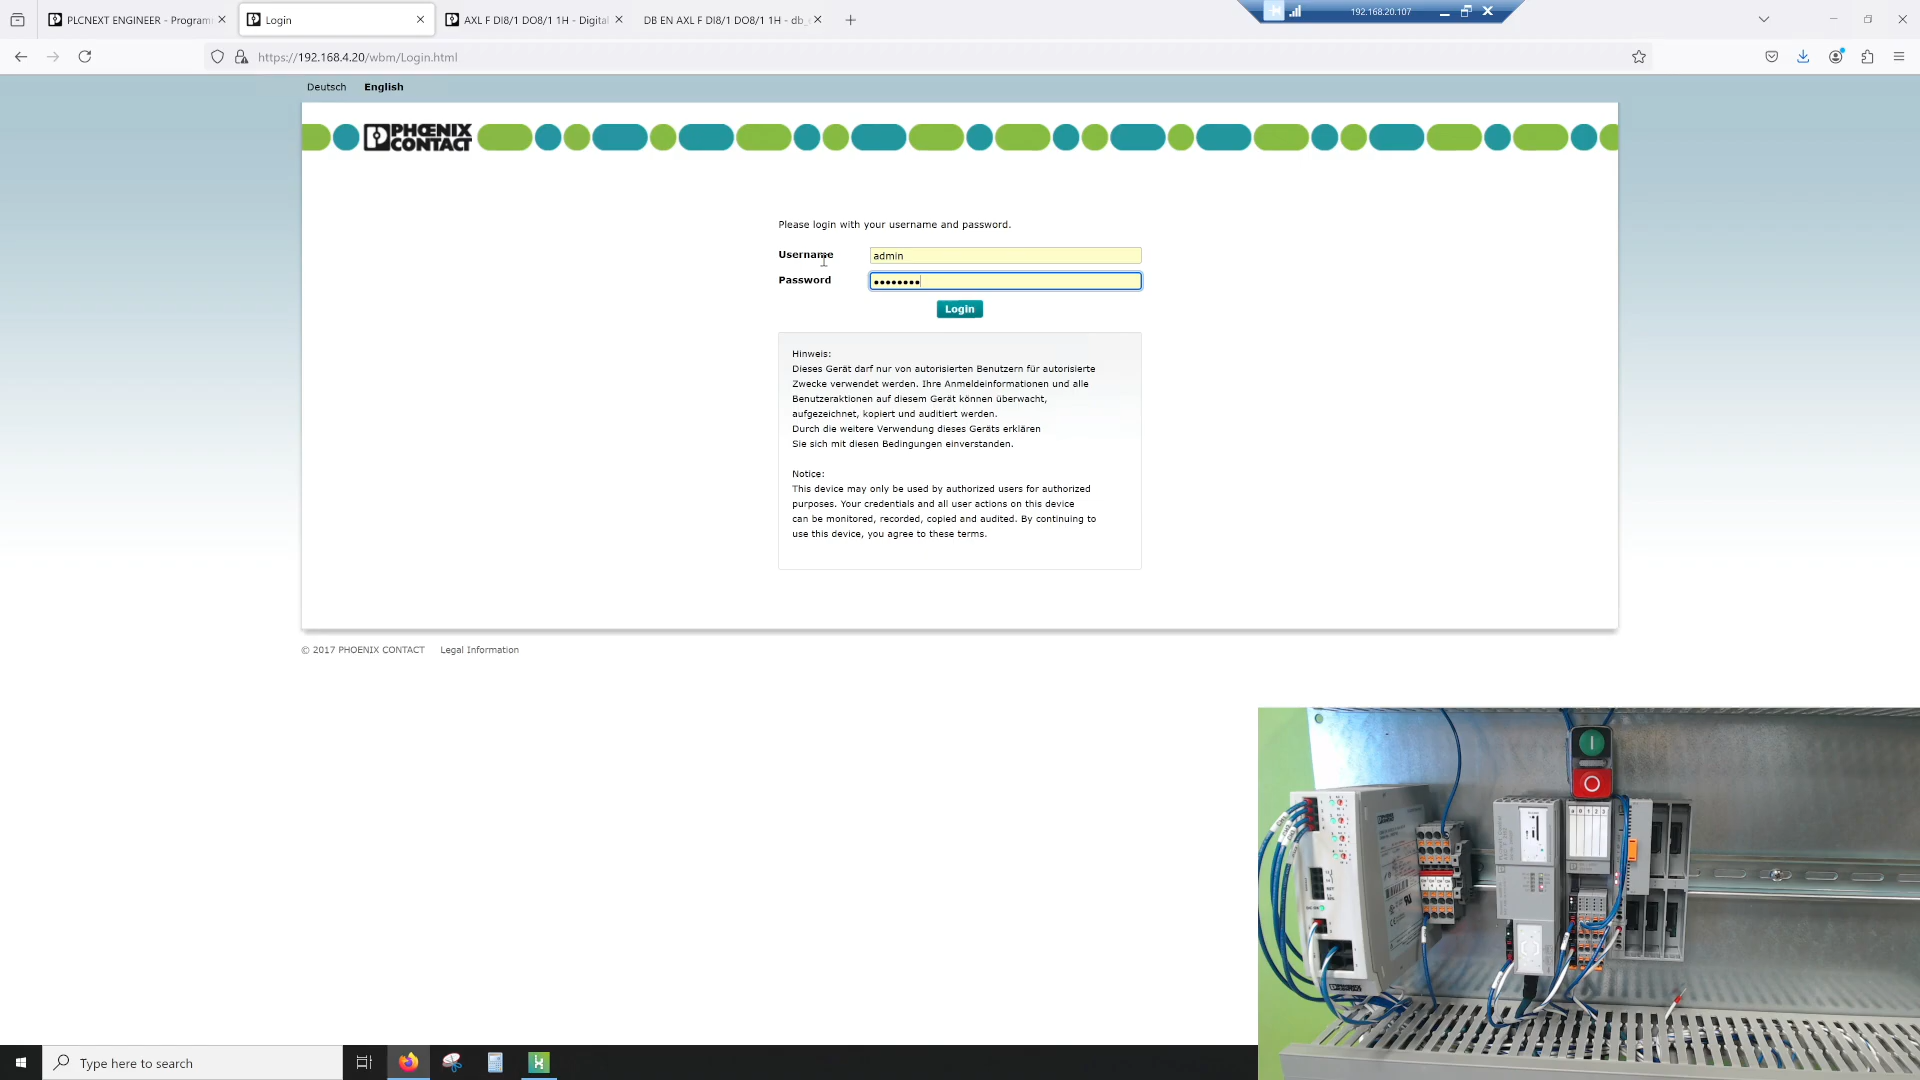 PLCNEXT ENGINEER - Program
Login
AXL F DI8/1 DO8/1 1H - Digital
DB EN AXL F DI8/1 DO8/1 1H - db_
192.168.20.107
https://192.168.4.20/wbm/Login.html
Deutsch English
PHŒNIX
CONTACT
Please login with your username and password.
Username admin
Password ••••••••
Login
Hinweis:
Dieses Gerät darf nur von autorisierten Benutzern für autorisierte
Zwecke verwendet werden. Ihre Anmeldeinformationen und alle
Benutzeraktionen auf diesem Gerät können überwacht,
aufgezeichnet, kopiert und auditiert werden.
Durch die weitere Verwendung dieses Geräts erklären
Sie sich mit diesen Bedingungen einverstanden.
Notice:
This device may only be used by authorized users for authorized
purposes. Your credentials and all user actions on this device
can be monitored, recorded, copied and audited. By continuing to
use this device, you agree to these terms.
© 2017 PHOENIX CONTACT Legal Information
Type here to search